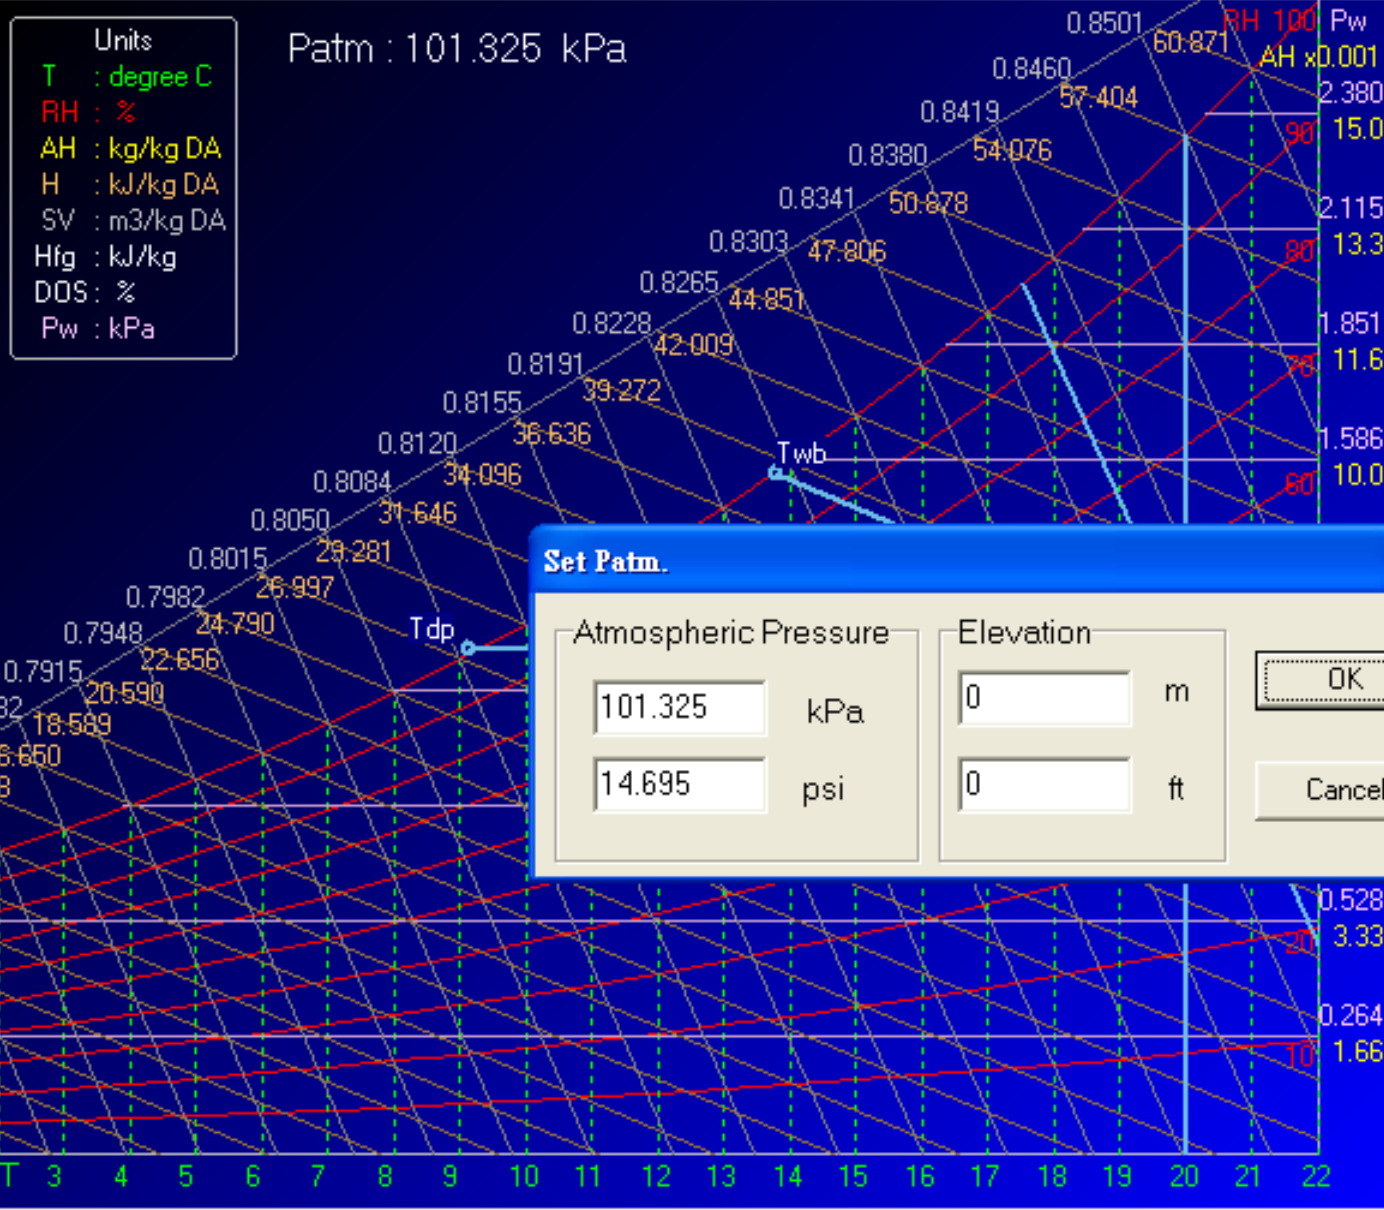 Units
T : degree C
RH : %
AH : kg/kg DA
H : kJ/kg DA
SV : m3/kg DA
Hfg : kJ/kg
DOS : %
Pw : kPa
Patm : 101.325 kPa
RH 100 Pw
AH x0.001
0.8501
60.871
0.8460
57.404
2.380
0.8419
90 15.0
54.076
0.8380
50.878
0.8341
2.115
0.8303
80 13.3
47.806
0.8265
44.851
0.8228
1.851
42.009
0.8191
70 11.6
39.272
0.8155
36.636
0.8120
1.586
34.096
Twb
0.8084
60 10.0
31.646
0.8050
29.281
0.8015
26.997
0.7982
24.790
0.7948
22.656
0.7915
20.590
18.589
Tdp
Set Patm.
Atmospheric Pressure
101.325 kPa
14.695 psi
Elevation
0 m
0 ft
OK
Cancel
0.528
20 3.33
0.264
10 1.66
T 3 4 5 6 7 8 9 10 11 12 13 14 15 16 17 18 19 20 21 22